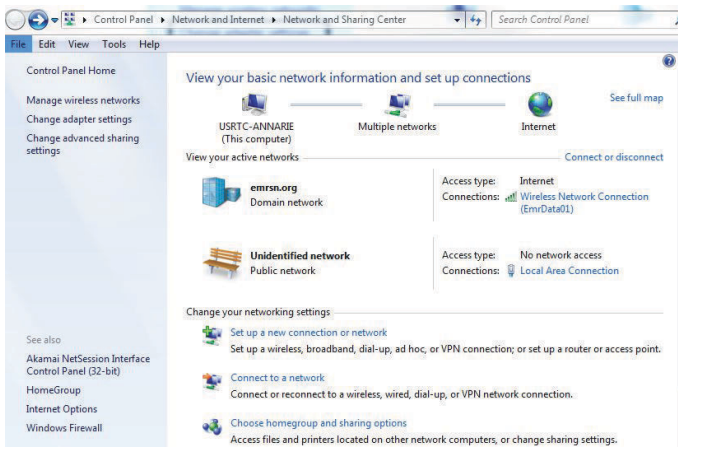 Control Panel ▸ Network and Internet ▸ Network and Sharing Center
Search Control Panel
File Edit View Tools Help
Control Panel Home
Manage wireless networks
Change adapter settings
Change advanced sharing
settings
See also
Akamai NetSession Interface
Control Panel (32-bit)
HomeGroup
Internet Options
Windows Firewall
View your basic network information and set up connections
See full map
USRTC-ANNARIE
(This computer)
Multiple networks
Internet
View your active networks
Connect or disconnect
emrsn.org
Domain network
Access type: Internet
Connections: Wireless Network Connection
(EmrData01)
Unidentified network
Public network
Access type: No network access
Connections: Local Area Connection
Change your networking settings
Set up a new connection or network
Set up a wireless, broadband, dial-up, ad hoc, or VPN connection; or set up a router or access point.
Connect to a network
Connect or reconnect to a wireless, wired, dial-up, or VPN network connection.
Choose homegroup and sharing options
Access files and printers located on other network computers, or change sharing settings.